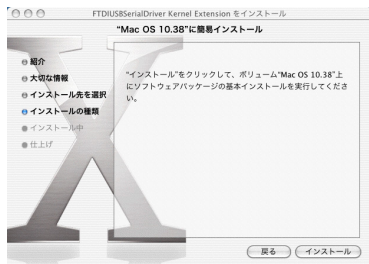 FTDIUSBSerialDriver Kernel Extension をインストール
"Mac OS 10.38"に簡易インストール
紹介
大切な情報
インストール先を選択
インストールの種類
インストール中
仕上げ
"インストール"をクリックして、ボリューム"Mac OS 10.38"上
にソフトウェアパッケージの基本インストールを実行してくださ
い。
戻る
インストール